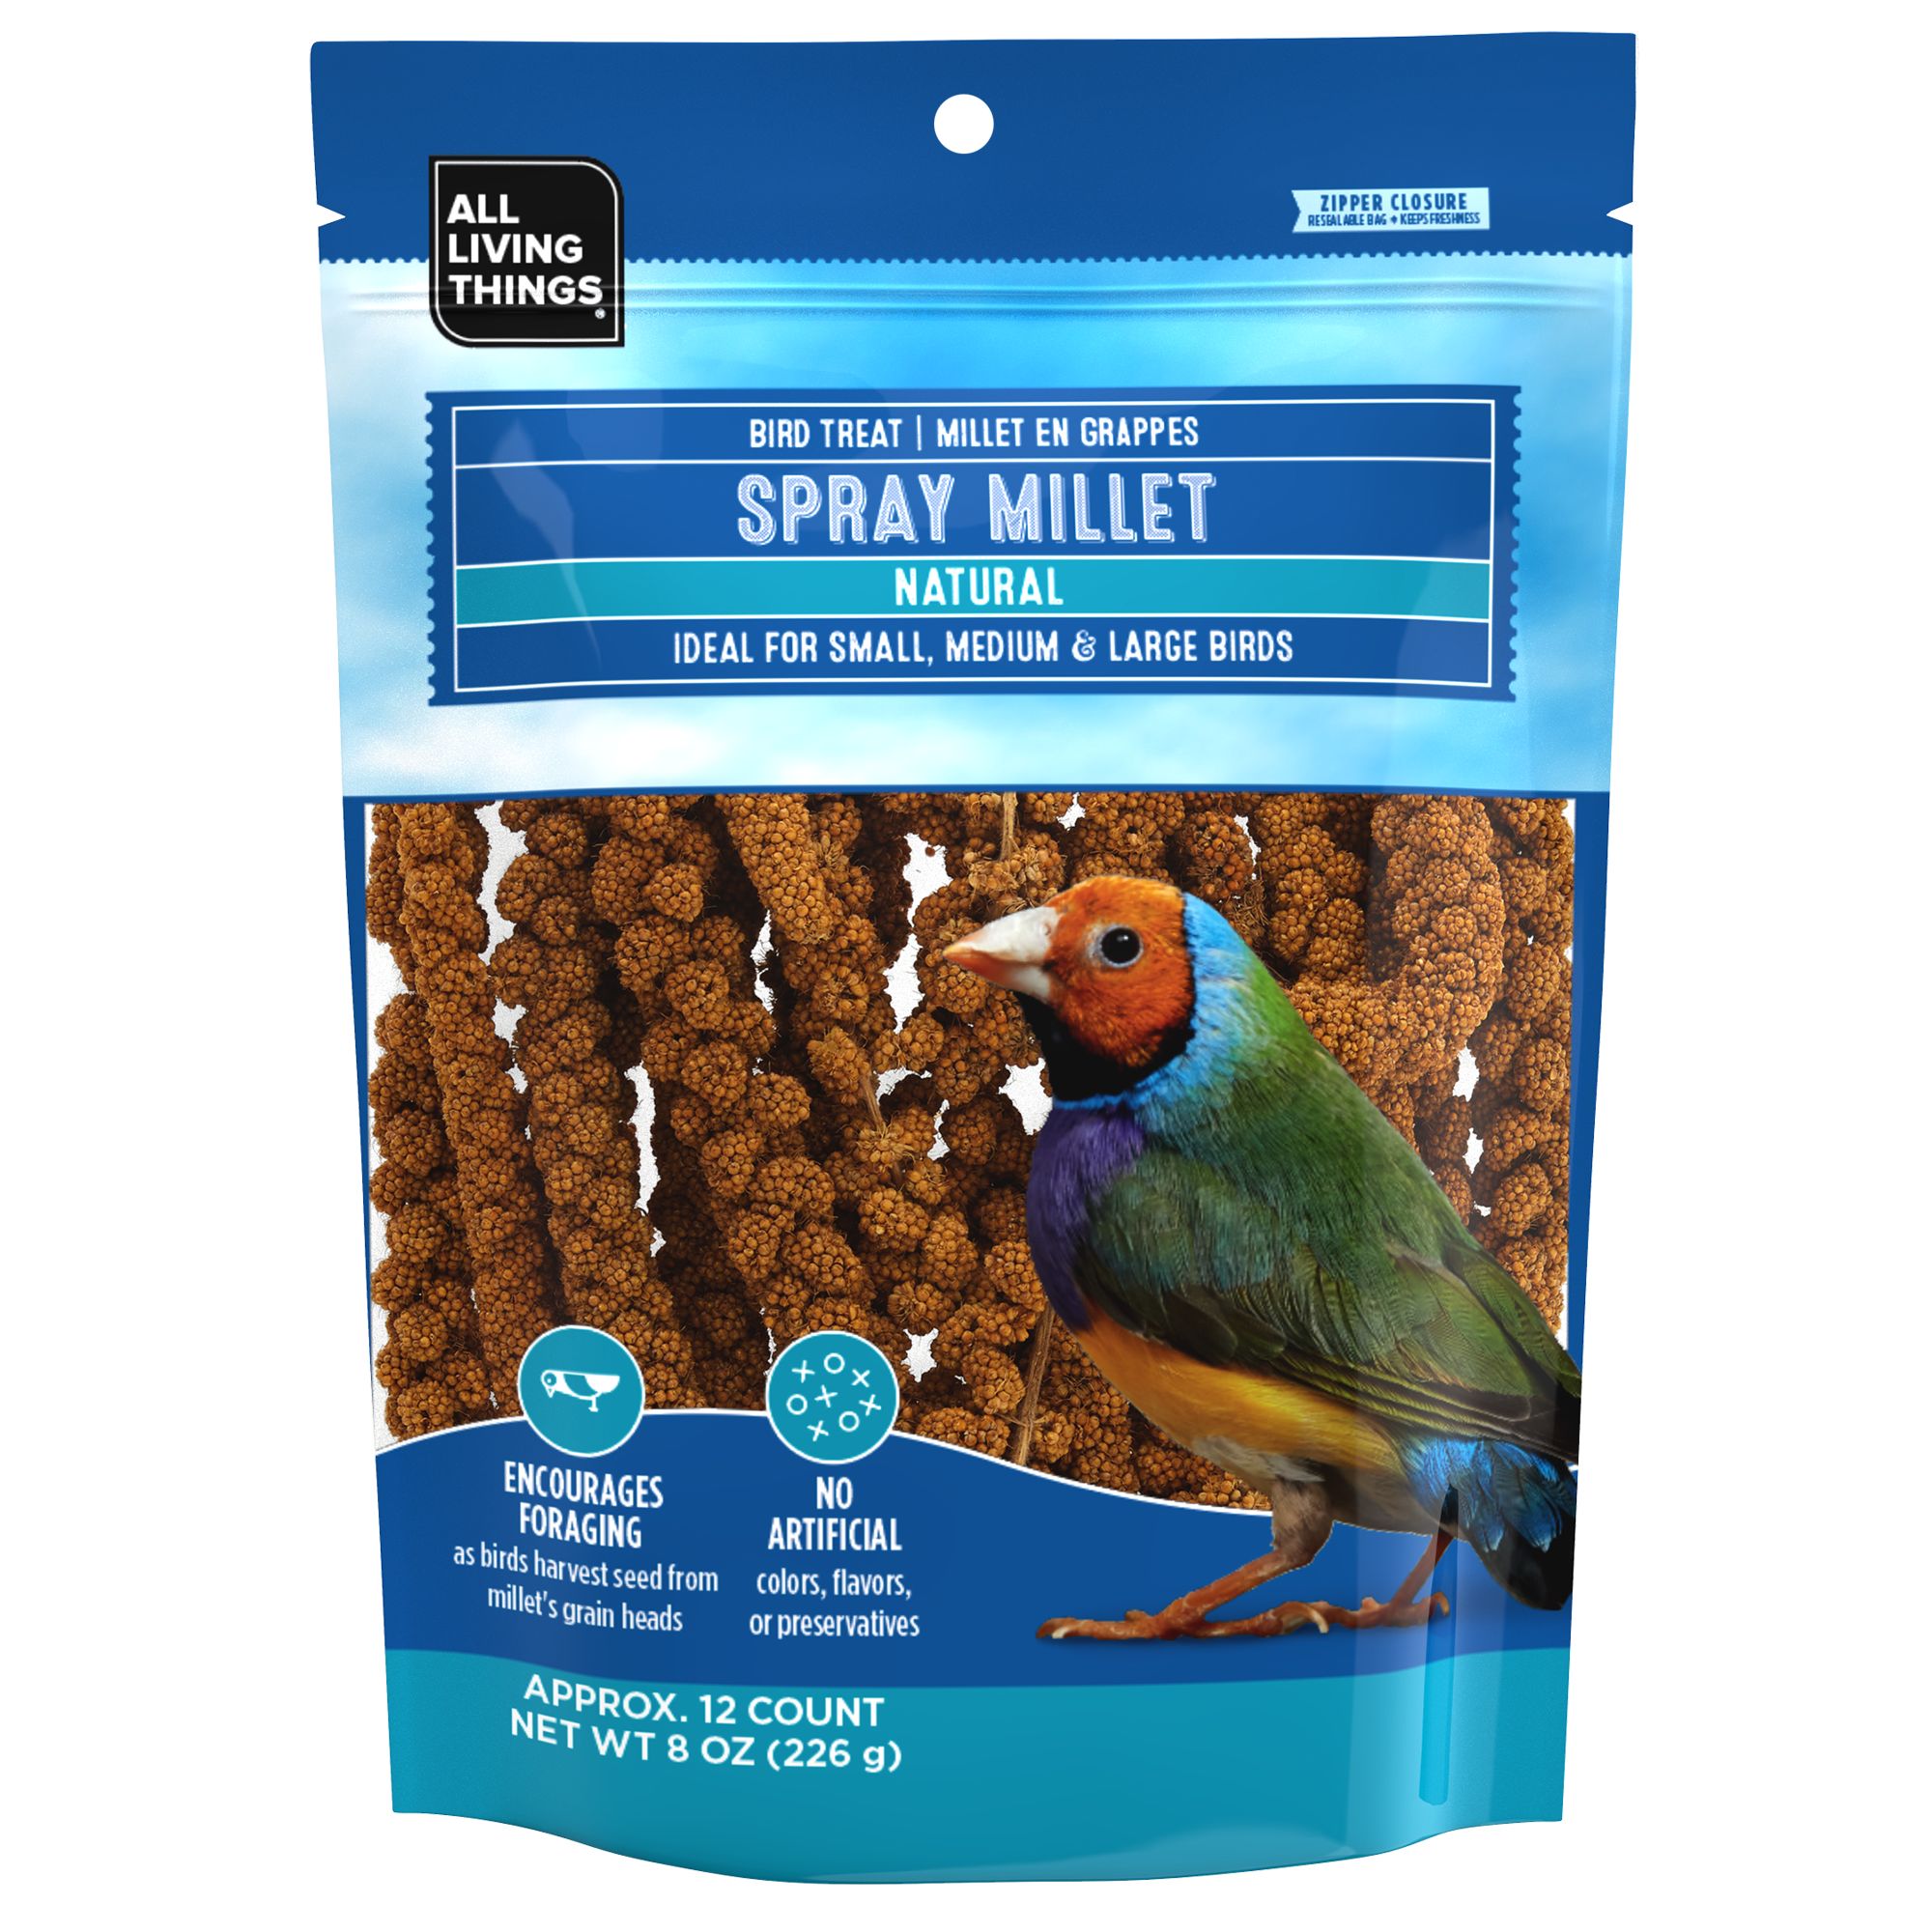 ALL
LIVING
THINGS®
ZIPPER CLOSURE
RESEALABLE BAG + KEEPS FRESHNESS
BIRD TREAT | MILLET EN GRAPPES
SPRAY MILLET
NATURAL
IDEAL FOR SMALL, MEDIUM & LARGE BIRDS
ENCOURAGES
FORAGING
as birds harvest seed from
millet's grain heads
NO
ARTIFICIAL
colors, flavors,
or preservatives
APPROX. 12 COUNT
NET WT 8 OZ (226 g)